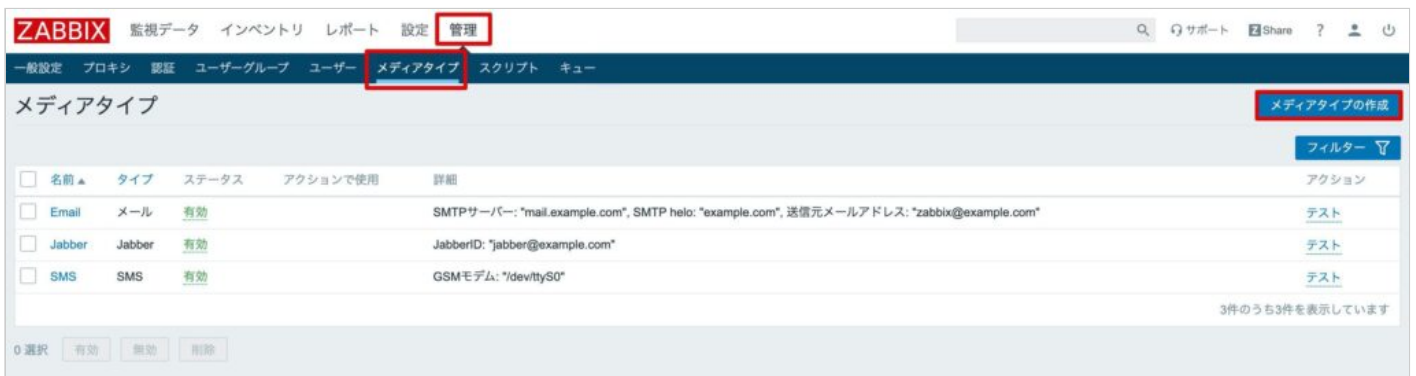 ZABBIX 監視データ インベントリ レポート 設定 管理 サポート Z Share ?
一般設定 プロキシ 認証 ユーザーグループ ユーザー メディアタイプ スクリプト キュー
メディアタイプ メディアタイプの作成
フィルター
名前▲ タイプ ステータス アクションで使用 詳細 アクション
Email メール 有効 SMTPサーバー: "mail.example.com", SMTP helo: "example.com", 送信元メールアドレス: "zabbix@example.com" テスト
Jabber Jabber 有効 JabberID: "jabber@example.com" テスト
SMS SMS 有効 GSMモデム: "/dev/ttyS0" テスト
3件のうち3件を表示しています
0 選択 有効 無効 削除